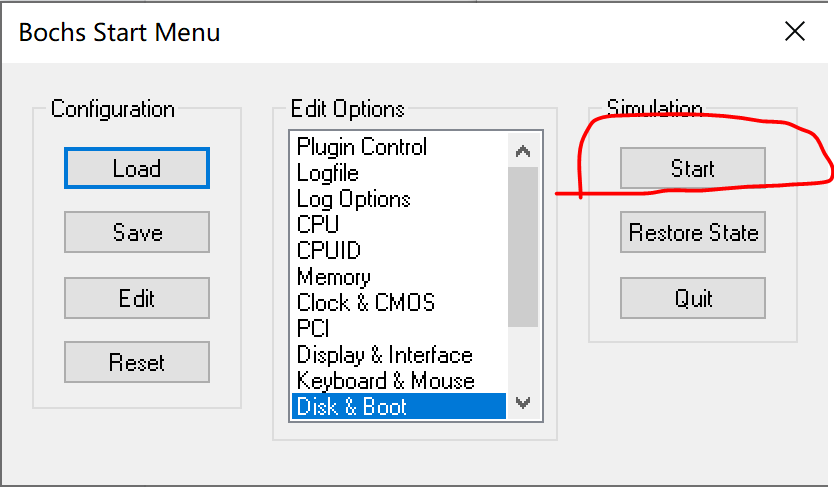 Bochs Start Menu
Configuration
Load
Save
Edit
Reset
Edit Options
Plugin Control
Logfile
Log Options
CPU
CPUID
Memory
Clock & CMOS
PCI
Display & Interface
Keyboard & Mouse
Disk & Boot
Simulation
Start
Restore State
Quit